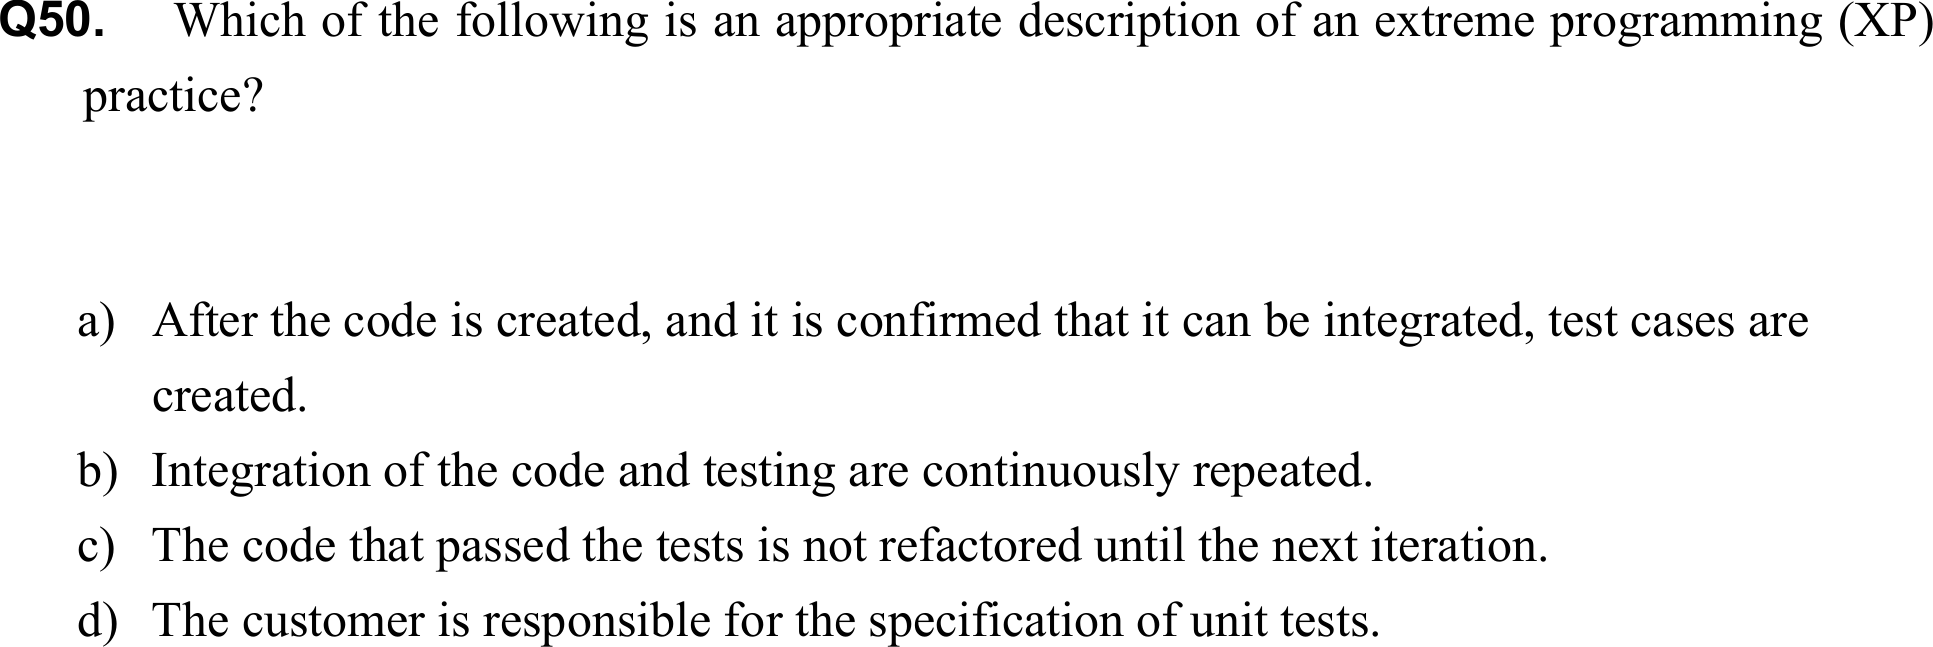 Q50. Which of the following is an appropriate description of an extreme programming (XP)
practice?
a) After the code is created, and it is confirmed that it can be integrated, test cases are
created.
b) Integration of the code and testing are continuously repeated.
c) The code that passed the tests is not refactored until the next iteration.
d) The customer is responsible for the specification of unit tests.